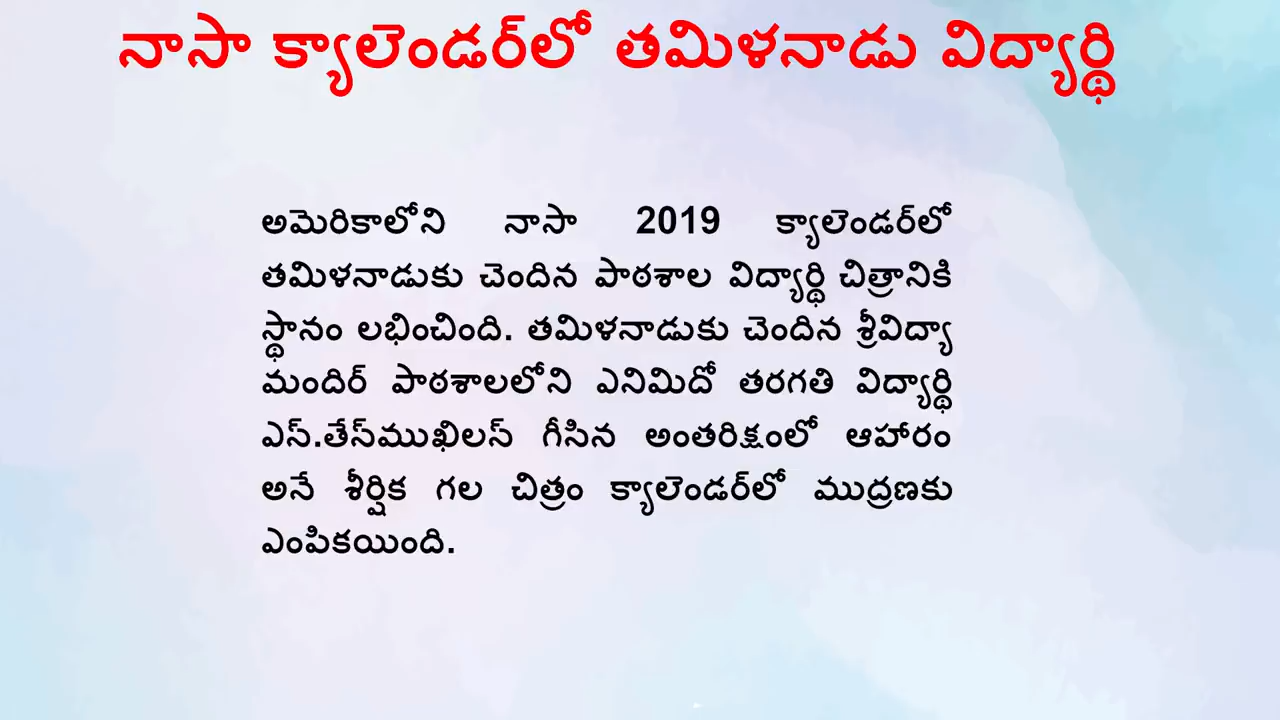 నాసా క్యాలెండర్‌లో తమిళనాడు విద్యార్థి
అమెరికాలోని నాసా 2019 క్యాలెండర్‌లో
తమిళనాడుకు చెందిన పాఠశాల విద్యార్థి చిత్రానికి
స్థానం లభించింది. తమిళనాడుకు చెందిన శ్రీవిద్యా
మందిర్ పాఠశాలలోని ఎనిమిదో తరగతి విద్యార్థి
ఎస్.తేన్‌ముఖిలస్ గీసిన అంతరిక్షంలో ఆహారం
అనే శీర్షిక గల చిత్రం క్యాలెండర్‌లో ముద్రణకు
ఎంపికయింది.